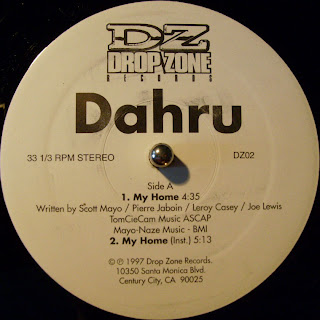 DZ
DROP ZONE
RECORDS
Dahru
33 1/3 RPM STEREO
DZ02
Side A
1. My Home 4:35
Written by Scott Mayo / Pierre Jaboin / Leroy Casey / Joe Lewis
TomCieCam Music ASCAP
Mayo-Naze Music - BMI
2. My Home (Inst.) 5:13
© ℗ 1997 Drop Zone Records.
10350 Santa Monica Blvd.
Century City, CA 90025